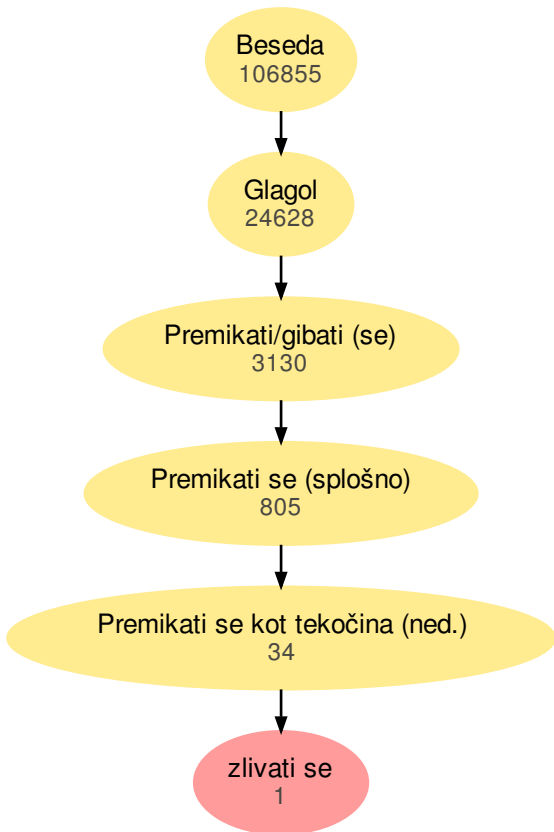 Beseda
106855
Glagol
24628
Premikati/gibati (se)
3130
Premikati se (splošno)
805
Premikati se kot tekočina (ned.)
34
zlivati se
1